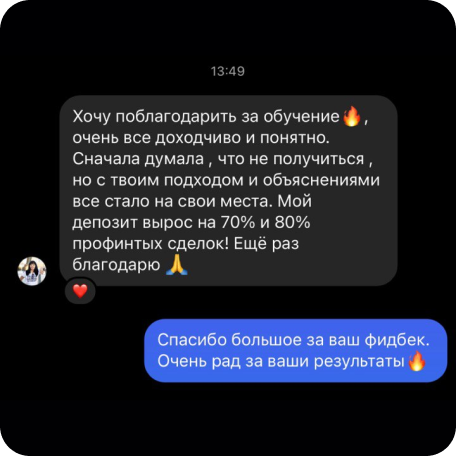 13:49
Хочу поблагодарить за обучение🔥,
очень все доходчиво и понятно.
Сначала думала , что не получиться ,
но с твоим подходом и объяснениями
все стало на свои места. Мой
депозит вырос на 70% и 80%
профинтых сделок! Ещё раз
благодарю 🙏
Спасибо большое за ваш фидбек.
Очень рад за ваши результаты🔥